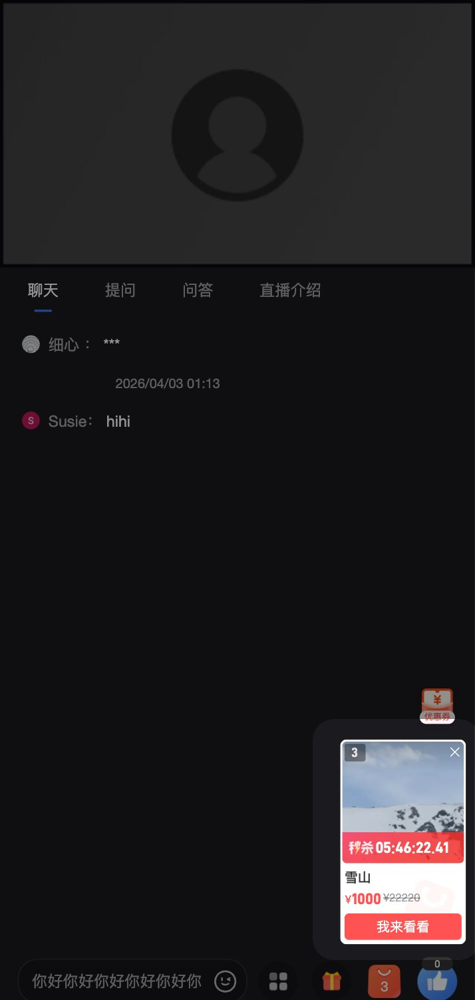 聊天 提问 问答 直播介绍
细心： ***
2026/04/03 01:13
S Susie： hihi
¥
优惠券
3
秒杀 05:46:22.41
雪山
¥1000 ¥22220
我来看看
0
你好你好你好你好你好你
3